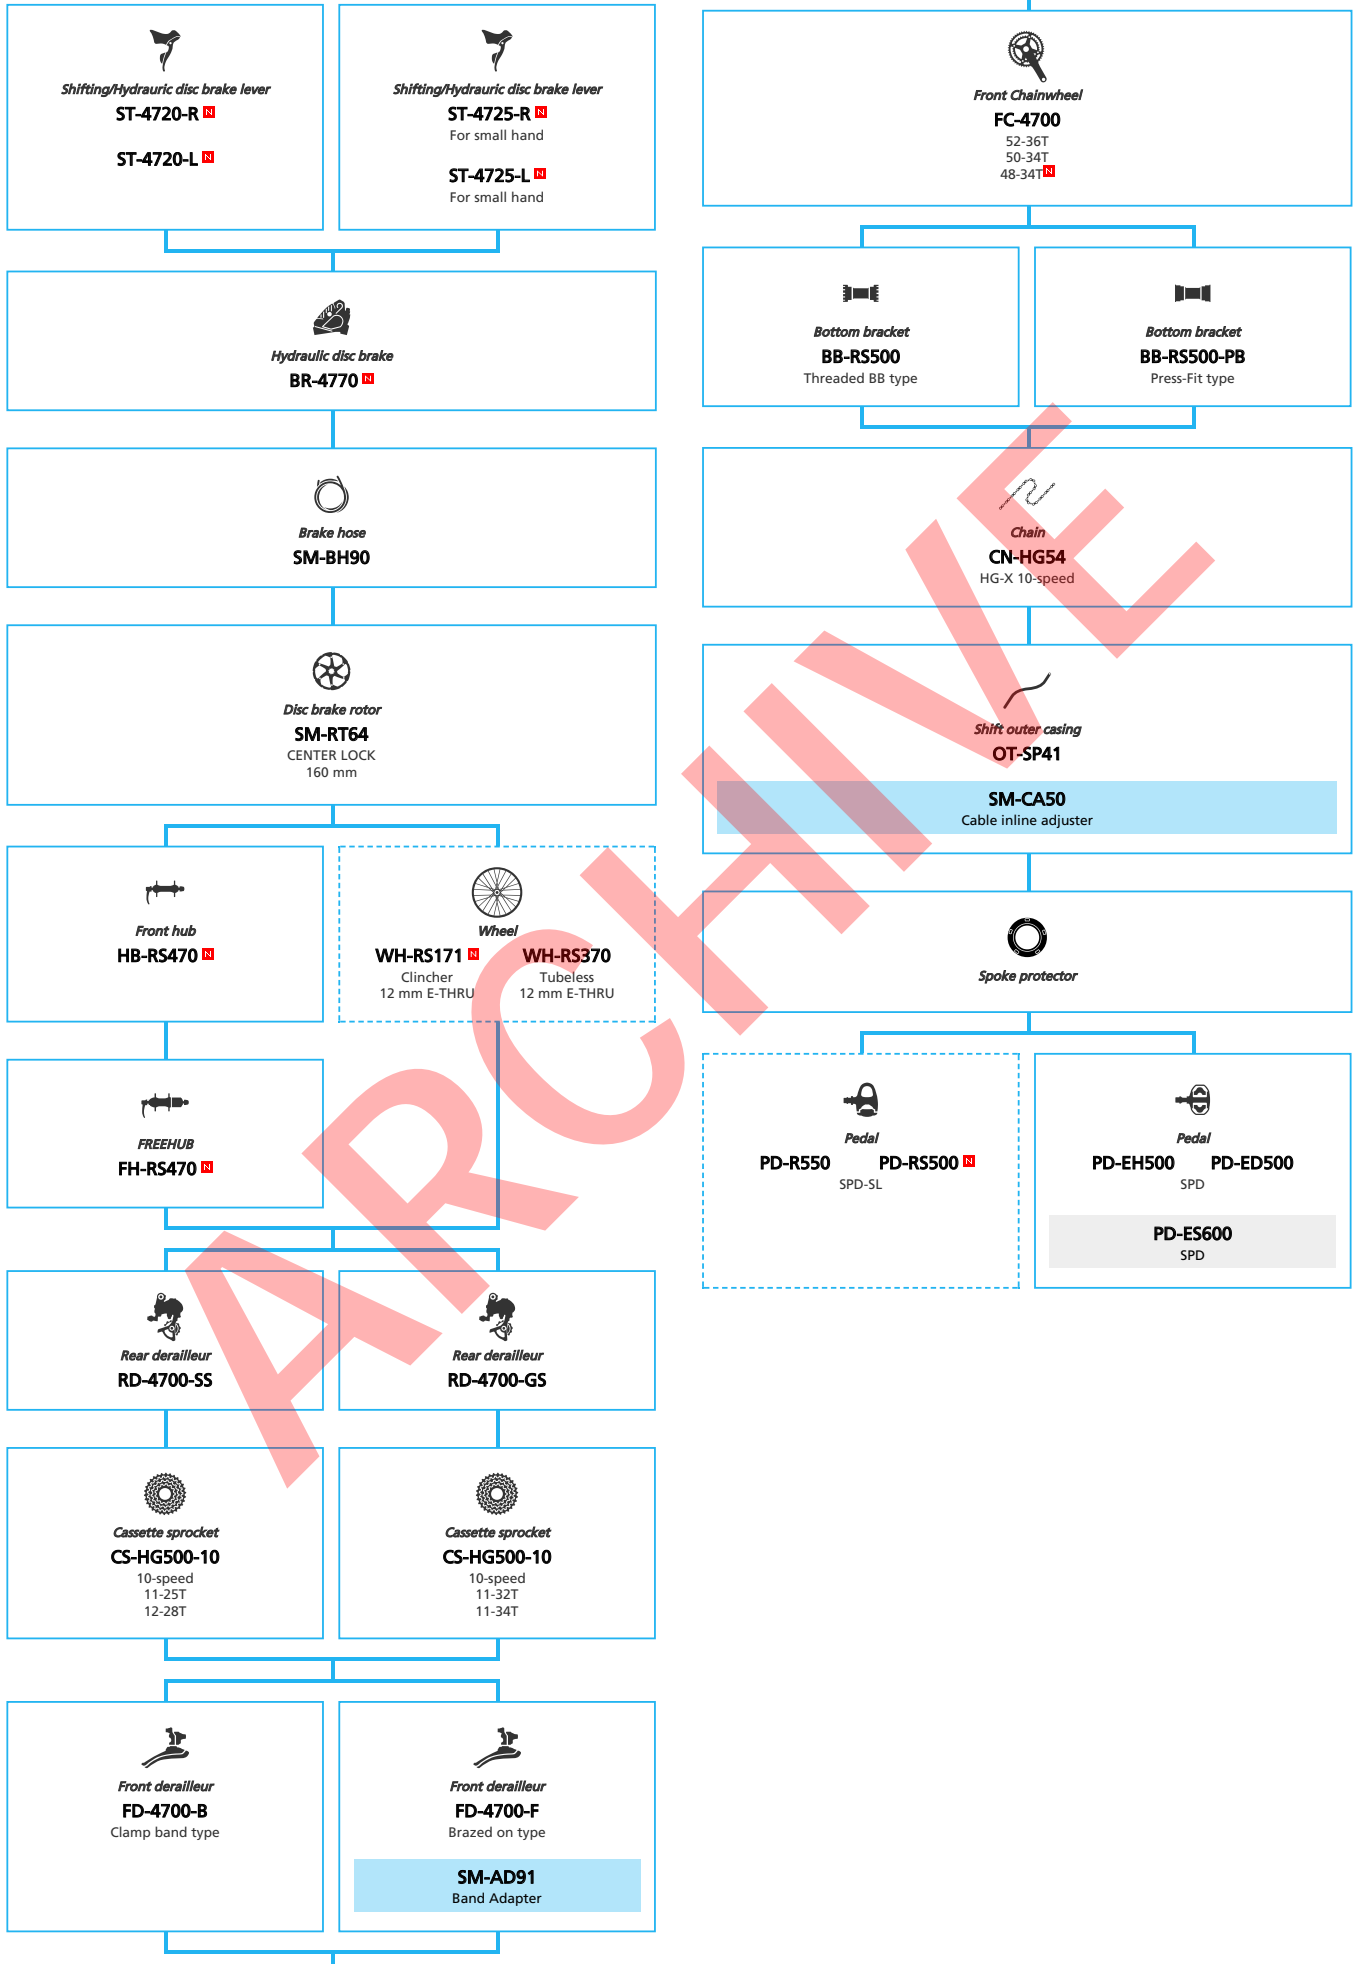 Shifting/Hydrauric disc brake lever
ST-4720-R N
ST-4720-L N
Shifting/Hydrauric disc brake lever
ST-4725-R N
For small hand
ST-4725-L N
For small hand
Hydraulic disc brake
BR-4770 N
Brake hose
SM-BH90
Disc brake rotor
SM-RT64
CENTER LOCK
160 mm
Front hub
HB-RS470 N
Wheel
WH-RS171 N
Clincher
12 mm E-THRU
WH-RS370
Tubeless
12 mm E-THRU
FREEHUB
FH-RS470 N
Rear derailleur
RD-4700-SS
Rear derailleur
RD-4700-GS
Cassette sprocket
CS-HG500-10
10-speed
11-25T
12-28T
Cassette sprocket
CS-HG500-10
10-speed
11-32T
11-34T
Front derailleur
FD-4700-B
Clamp band type
Front derailleur
FD-4700-F
Brazed on type
SM-AD91
Band Adapter
Front Chainwheel
FC-4700
52-36T
50-34T
48-34T N
Bottom bracket
BB-RS500
Threaded BB type
Bottom bracket
BB-RS500-PB
Press-Fit type
Chain
CN-HG54
HG-X 10-speed
Shift outer casing
OT-SP41
SM-CA50
Cable inline adjuster
Spoke protector
Pedal
PD-R550 PD-RS500 N
SPD-SL
Pedal
PD-EH500 PD-ED500
SPD
PD-ES600
SPD
ARCHIVE